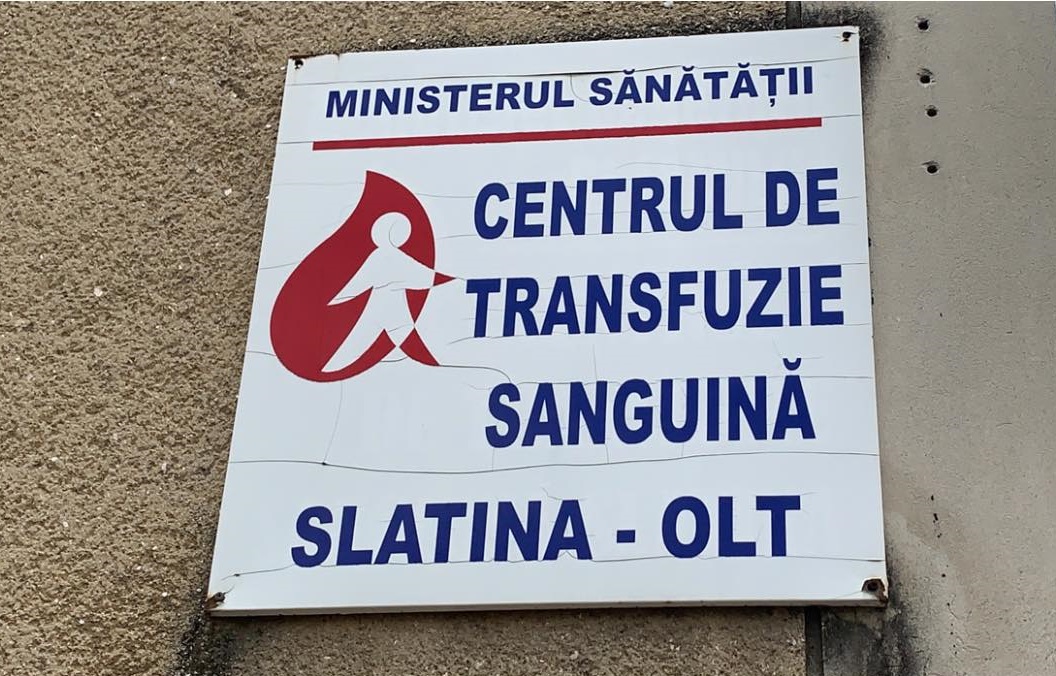 MINISTERUL SĂNĂTĂȚII
CENTRUL DE
TRANSFUZIE
SANGUINĂ
SLATINA - OLT